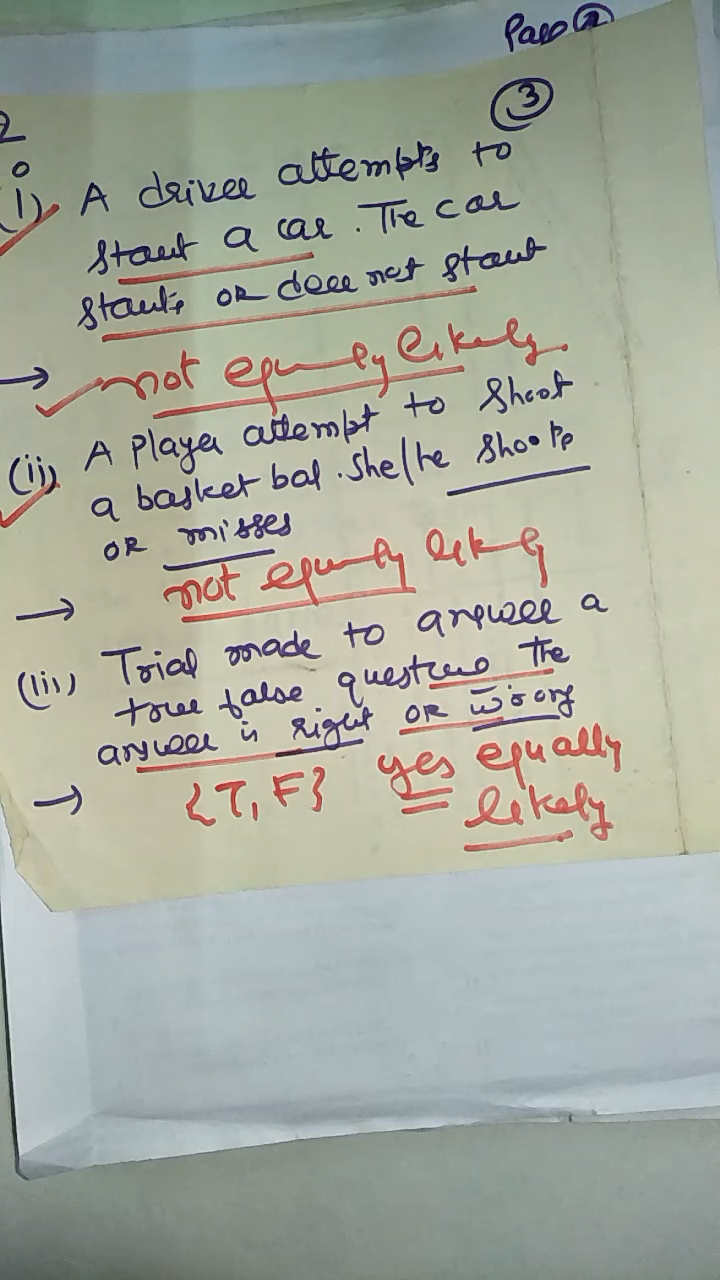 Page 2
3
2
0
(1) A driver attempts to
start a car. The car
starts OR does not start
→ not equally likely.
(ii) A Player attempt to Shoot
a basket bal. She/he shoots
OR misses
→ not equally likely
(iii) Trial made to answer a
true false question the
answer is right OR wrong
→ {T, F} yes equally
likely